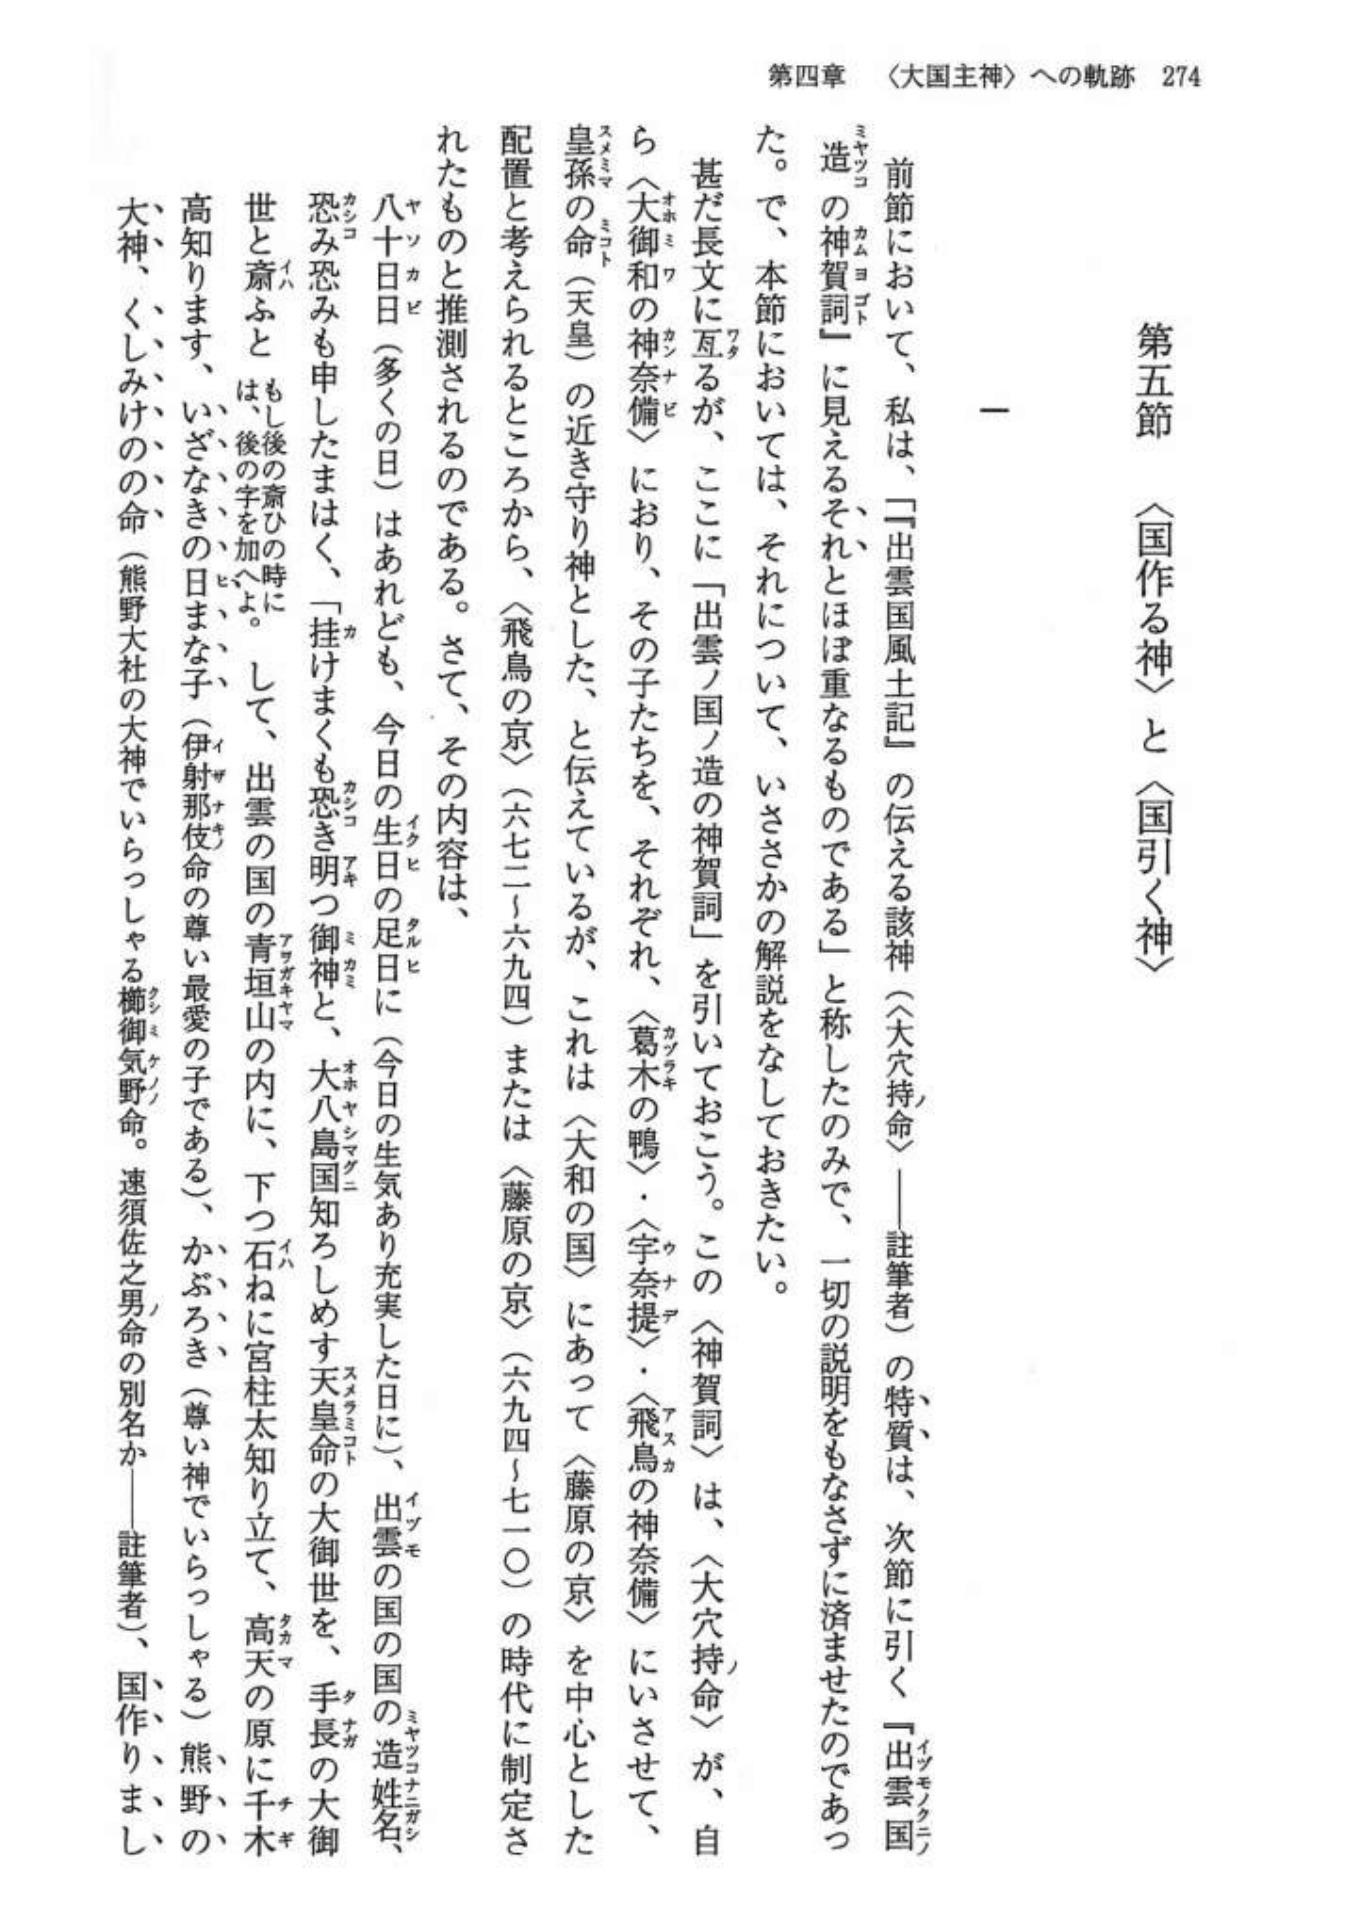 第四章　〈大国主神〉への軌跡　274
第五節　〈国作る神〉と〈国引く神〉
一
前節において、私は、「『出雲国風土記』の伝える該神（〈大穴持命〉――註筆者）の特質は、次節に引く『出雲国
造の神賀詞』に見えるそれとほぼ重なるものである」と称したのみで、一切の説明をもなさずに済ませたのであっ
た。で、本節においては、それについて、いささかの解説をなしておきたい。
甚だ長文に亙るが、ここに「出雲ノ国ノ造の神賀詞」を引いておこう。この〈神賀詞〉は、〈大穴持命〉が、自
ら〈大御和の神奈備〉におり、その子たちを、それぞれ、〈葛木の鴨〉・〈宇奈提〉・〈飛鳥の神奈備〉にいさせて、
皇孫の命（天皇）の近き守り神とした、と伝えているが、これは〈大和の国〉にあって〈藤原の京〉を中心とした
配置と考えられるところから、〈飛鳥の京〉（六七二～六九四）または〈藤原の京〉（六九四～七一〇）の時代に制定さ
れたものと推測されるのである。さて、その内容は、
八十日日（多くの日）はあれども、今日の生日の足日に（今日の生気あり充実した日に）、出雲の国の国の造姓名、
恐み恐みも申したまはく、「挂けまくも恐き明つ御神と、大八島国知ろしめす天皇命の大御世を、手長の大御
世と斎ふと もし後の斎ひの時には、後の字を加へよ。 して、出雲の国の青垣山の内に、下つ石ねに宮柱太知り立て、高天の原に千木
高知ります、いざなきの日まな子（伊射那伎命の尊い最愛の子である）、かぶろき（尊い神でいらっしゃる）熊野の
大神、くしみけのの命（熊野大社の大神でいらっしゃる櫛御気野命。速須佐之男命の別名か――註筆者）、国作りまし